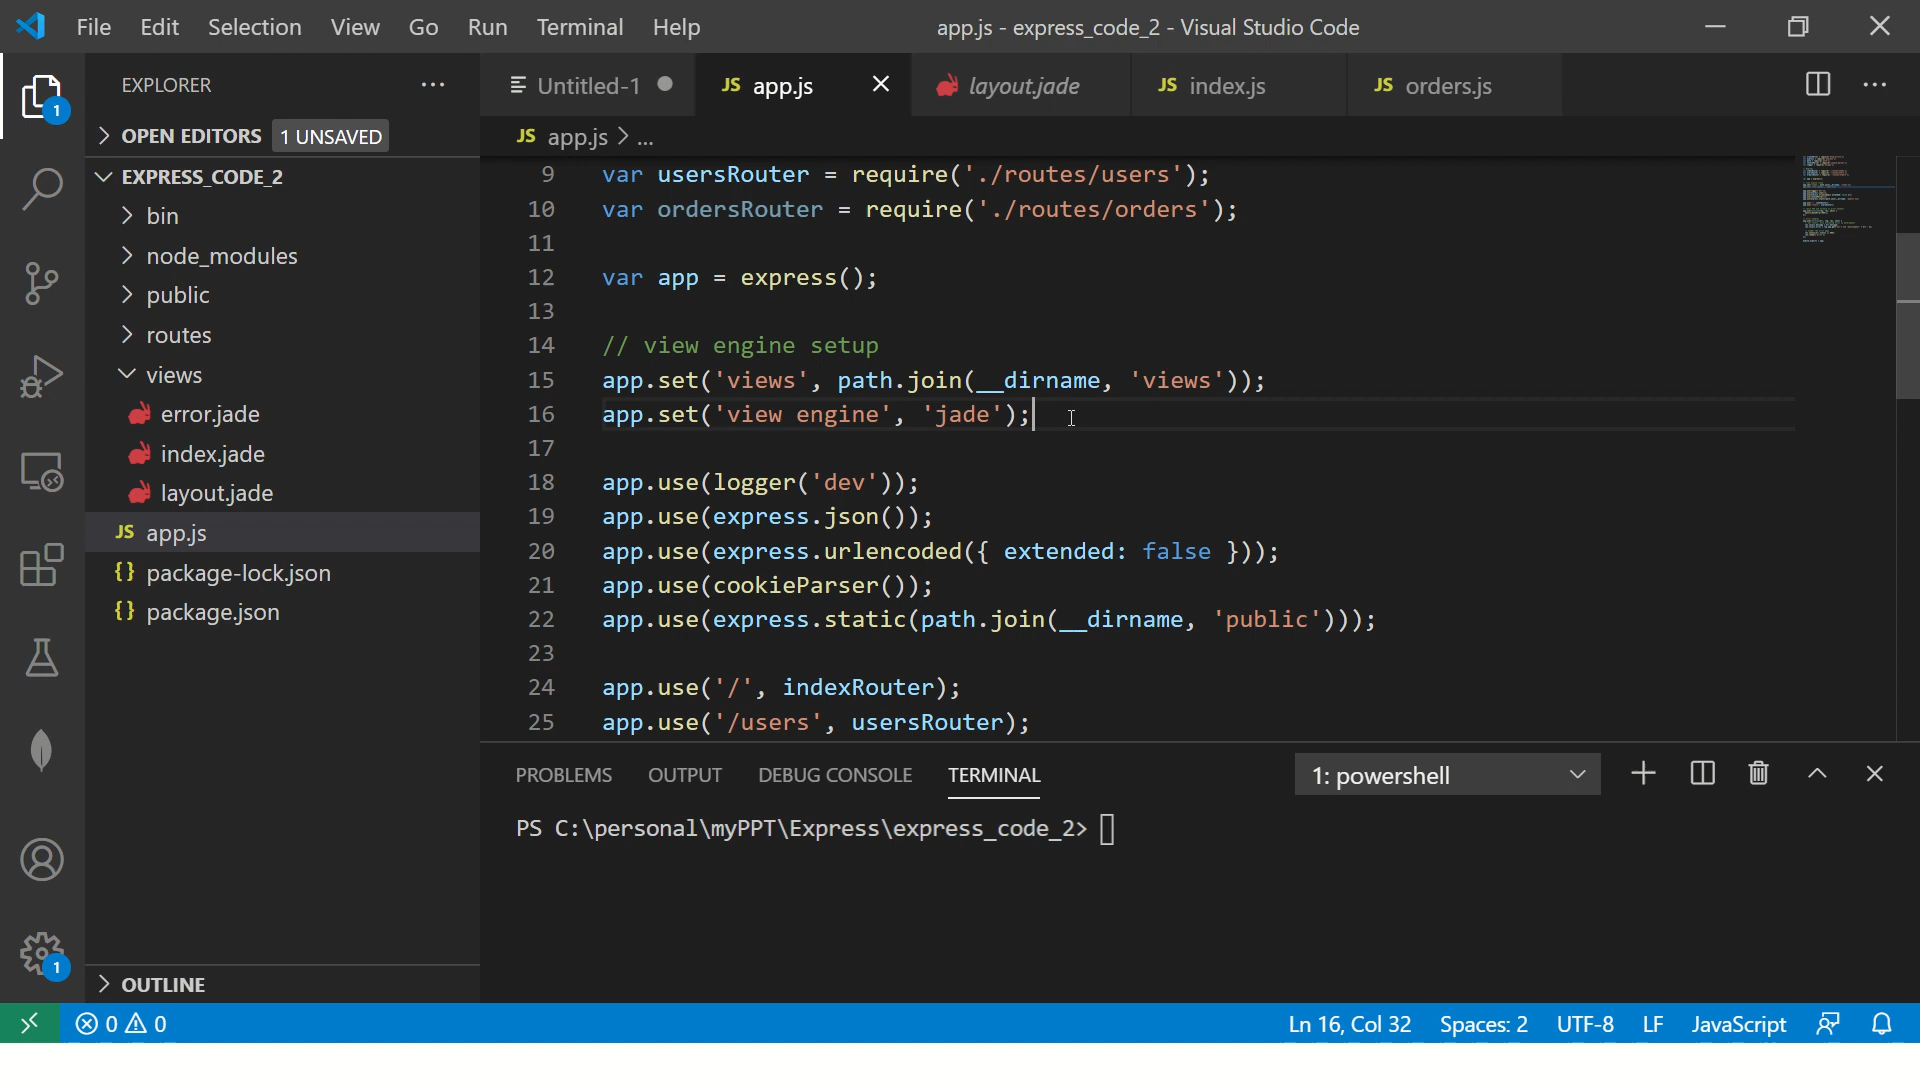 File Edit Selection View Go Run Terminal Help
app.js - express_code_2 - Visual Studio Code
EXPLORER
1
OPEN EDITORS 1 UNSAVED
EXPRESS_CODE_2
bin
node_modules
public
routes
views
error.jade
index.jade
layout.jade
JS app.js
{} package-lock.json
{} package.json
OUTLINE
1
Untitled-1
JS app.js
layout.jade
JS index.js
JS orders.js
JS app.js > ...
9 var usersRouter = require('./routes/users');
10 var ordersRouter = require('./routes/orders');
11
12 var app = express();
13
14 // view engine setup
15 app.set('views', path.join(__dirname, 'views'));
16 app.set('view engine', 'jade');
17
18 app.use(logger('dev'));
19 app.use(express.json());
20 app.use(express.urlencoded({ extended: false }));
21 app.use(cookieParser());
22 app.use(express.static(path.join(__dirname, 'public')));
23
24 app.use('/', indexRouter);
25 app.use('/users', usersRouter);
PROBLEMS OUTPUT DEBUG CONSOLE TERMINAL
1: powershell
PS C:\personal\myPPT\Express\express_code_2>
0 0
Ln 16, Col 32 Spaces: 2 UTF-8 LF JavaScript